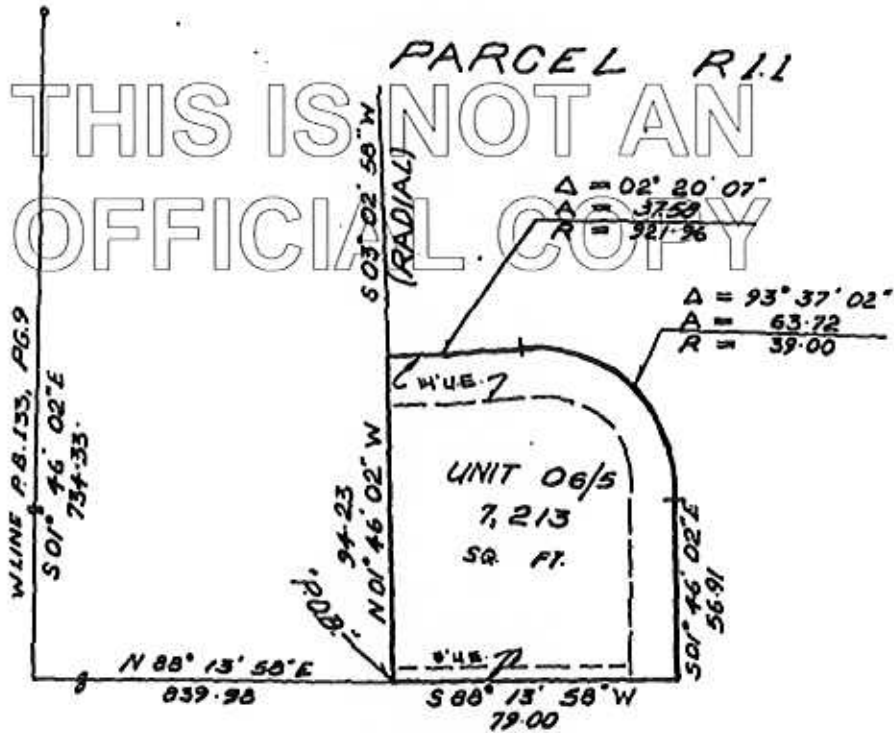 PARCEL R1.1
THIS IS NOT AN
OFFICIAL COPY
S 03° 02' 58" W
(RADIAL)
Δ = 02° 20' 07"
A = 37.58
R = 921.96
Δ = 93° 37' 02"
A = 63.72
R = 39.00
W LINE P.B. 133, PG. 9
S 01° 46' 02" E
734.33
14' U.E.
UNIT 06/5
7,213
SQ. FT.
94.23
N 01° 46' 02" W
S 01° 46' 02" E
56.91
P.O.B.
8' U.E.
N 88° 13' 58" E
839.98
S 88° 13' 58" W
79.00